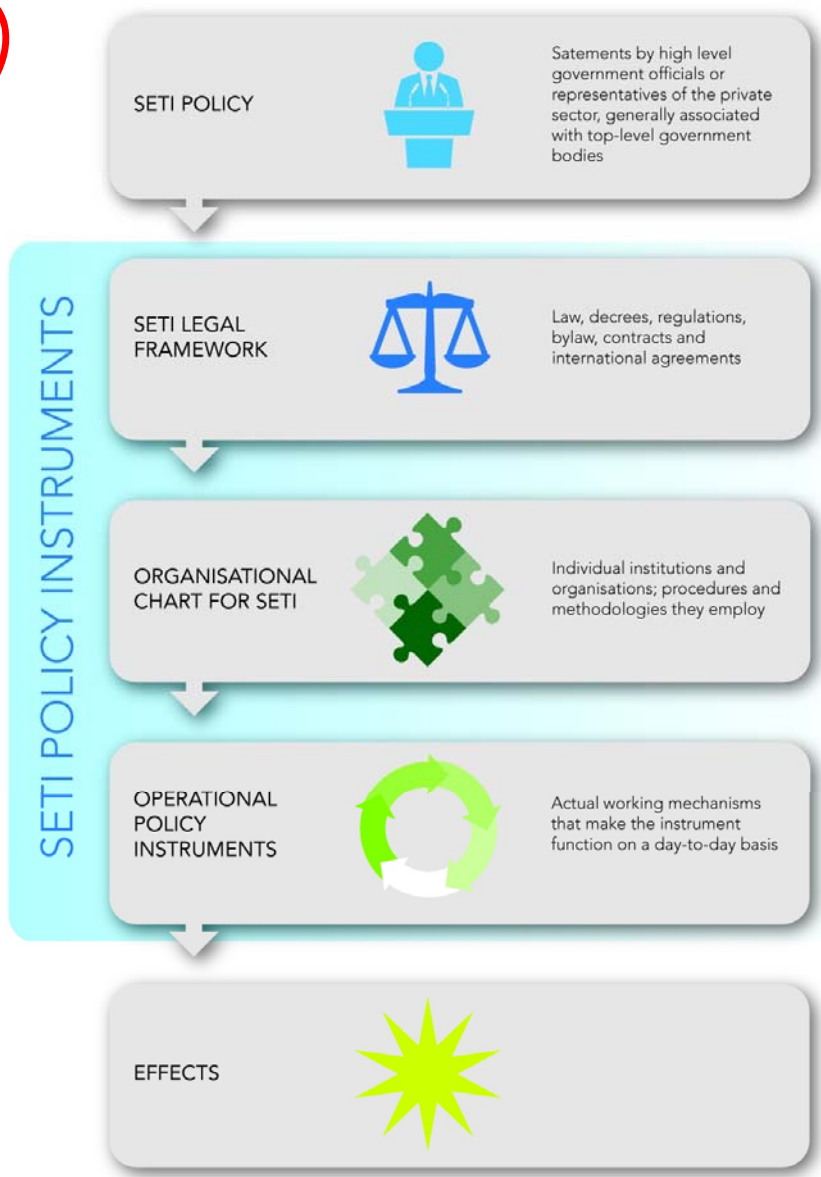 SETI POLICY
Satements by high level
government officials or
representatives of the private
sector, generally associated
with top-level government
bodies
SETI POLICY INSTRUMENTS
SETI LEGAL
FRAMEWORK
Law, decrees, regulations,
bylaw, contracts and
international agreements
ORGANISATIONAL
CHART FOR SETI
Individual institutions and
organisations; procedures and
methodologies they employ
OPERATIONAL
POLICY
INSTRUMENTS
Actual working mechanisms
that make the instrument
function on a day-to-day basis
EFFECTS